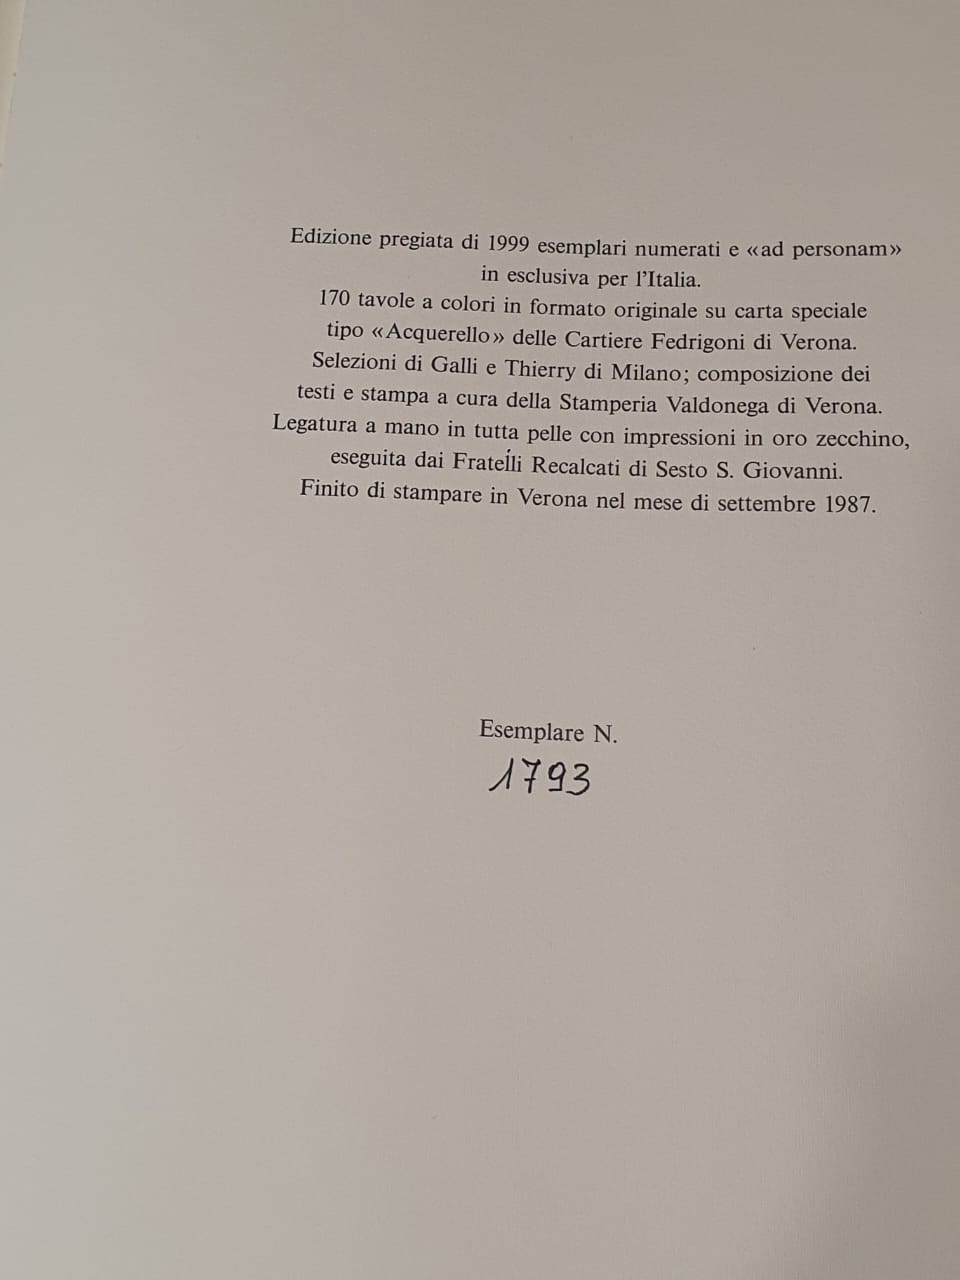 Edizione pregiata di 1999 esemplari numerati e «ad personam»
in esclusiva per l’Italia.
170 tavole a colori in formato originale su carta speciale
tipo «Acquerello» delle Cartiere Fedrigoni di Verona.
Selezioni di Galli e Thierry di Milano; composizione dei
testi e stampa a cura della Stamperia Valdonega di Verona.
Legatura a mano in tutta pelle con impressioni in oro zecchino,
eseguita dai Fratelli Recalcati di Sesto S. Giovanni.
Finito di stampare in Verona nel mese di settembre 1987.
Esemplare N.
1793